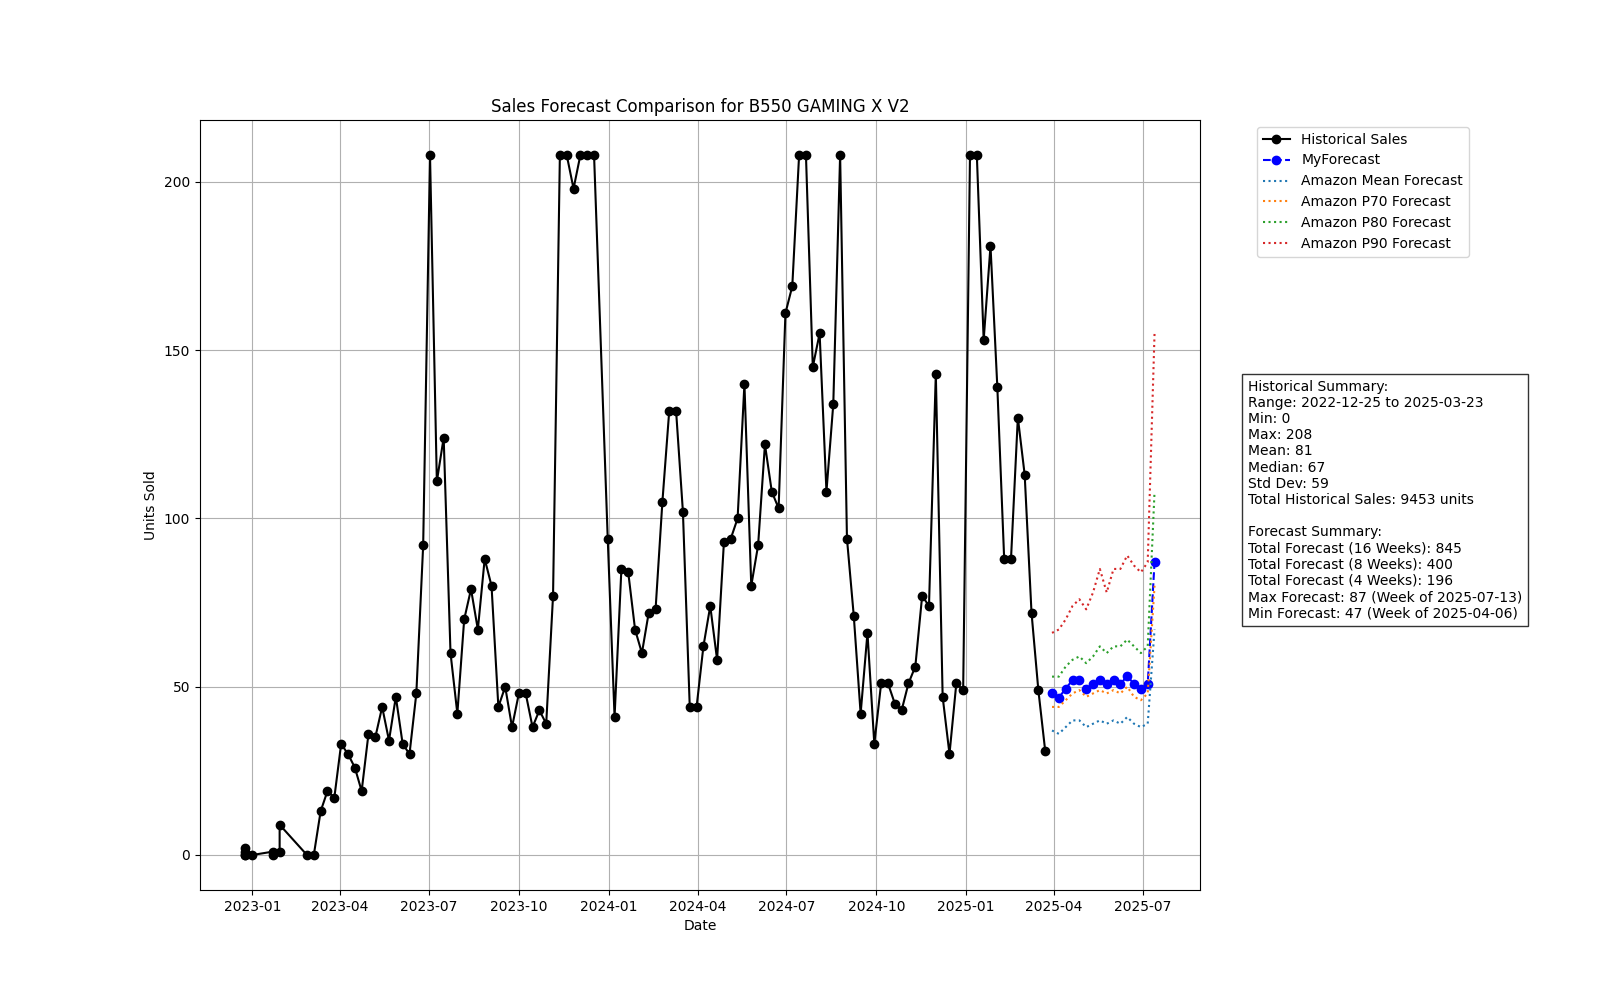 Sales Forecast Comparison for B550 GAMING X V2
Historical Sales
MyForecast
Amazon Mean Forecast
Amazon P70 Forecast
Amazon P80 Forecast
Amazon P90 Forecast
200
150
100
50
0
Units Sold
Historical Summary:
Range: 2022-12-25 to 2025-03-23
Min: 0
Max: 208
Mean: 81
Median: 67
Std Dev: 59
Total Historical Sales: 9453 units
Forecast Summary:
Total Forecast (16 Weeks): 845
Total Forecast (8 Weeks): 400
Total Forecast (4 Weeks): 196
Max Forecast: 87 (Week of 2025-07-13)
Min Forecast: 47 (Week of 2025-04-06)
2023-01 2023-04 2023-07 2023-10 2024-01 2024-04 2024-07 2024-10 2025-01 2025-04 2025-07
Date